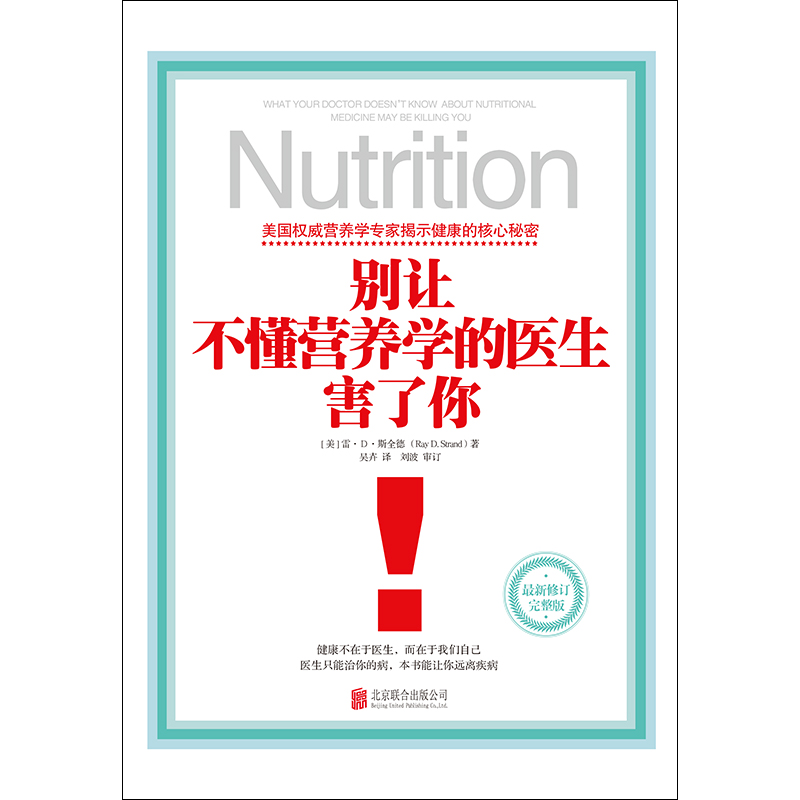 WHAT YOUR DOCTOR DOESN'T KNOW ABOUT NUTRITIONAL
MEDICINE MAY BE KILLING YOU
Nutrition
美国权威营养学专家揭示健康的核心秘密
别让
不懂营养学的医生
害了你
[美]雷·D·斯全德 (Ray D. Strand) 著
吴卉 译 刘波 审订
!
最新修订
完整版
健康不在于医生、而在于我们自己
医生只能治你的病、本书能让你远离疾病
北京联合出版公司
Beijing United Publishing Co.,Ltd.